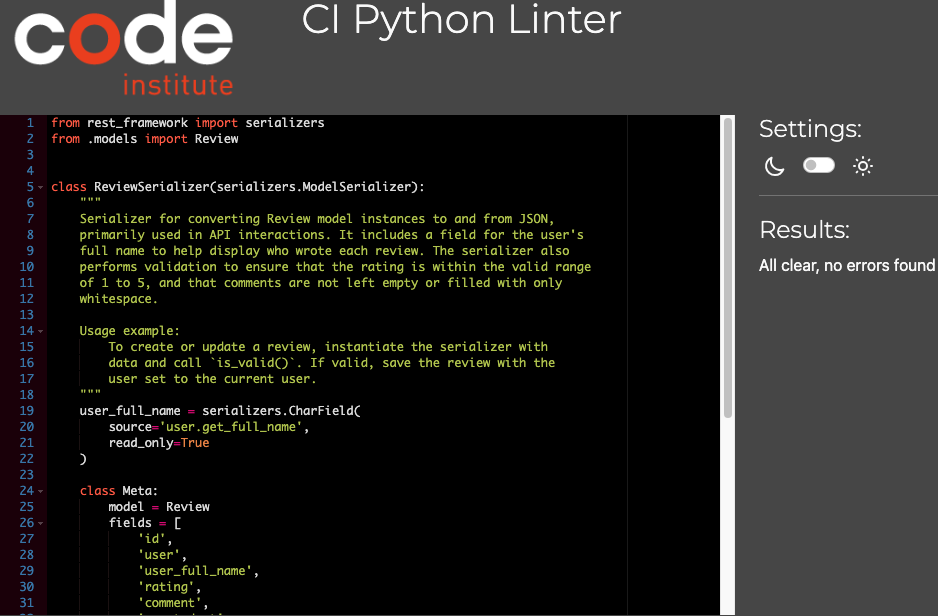 code
institute
CI Python Linter
1 from rest_framework import serializers
2 from .models import Review
3
4
5 class ReviewSerializer(serializers.ModelSerializer):
6     """
7     Serializer for converting Review model instances to and from JSON,
8     primarily used in API interactions. It includes a field for the user's
9     full name to help display who wrote each review. The serializer also
10     performs validation to ensure that the rating is within the valid range
11     of 1 to 5, and that comments are not left empty or filled with only
12     whitespace.
13
14     Usage example:
15         To create or update a review, instantiate the serializer with
16         data and call `is_valid()`. If valid, save the review with the
17         user set to the current user.
18     """
19     user_full_name = serializers.CharField(
20         source='user.get_full_name',
21         read_only=True
22     )
23
24     class Meta:
25         model = Review
26         fields = [
27             'id',
28             'user',
29             'user_full_name',
30             'rating',
31             'comment',
Settings:
Results:
All clear, no errors found